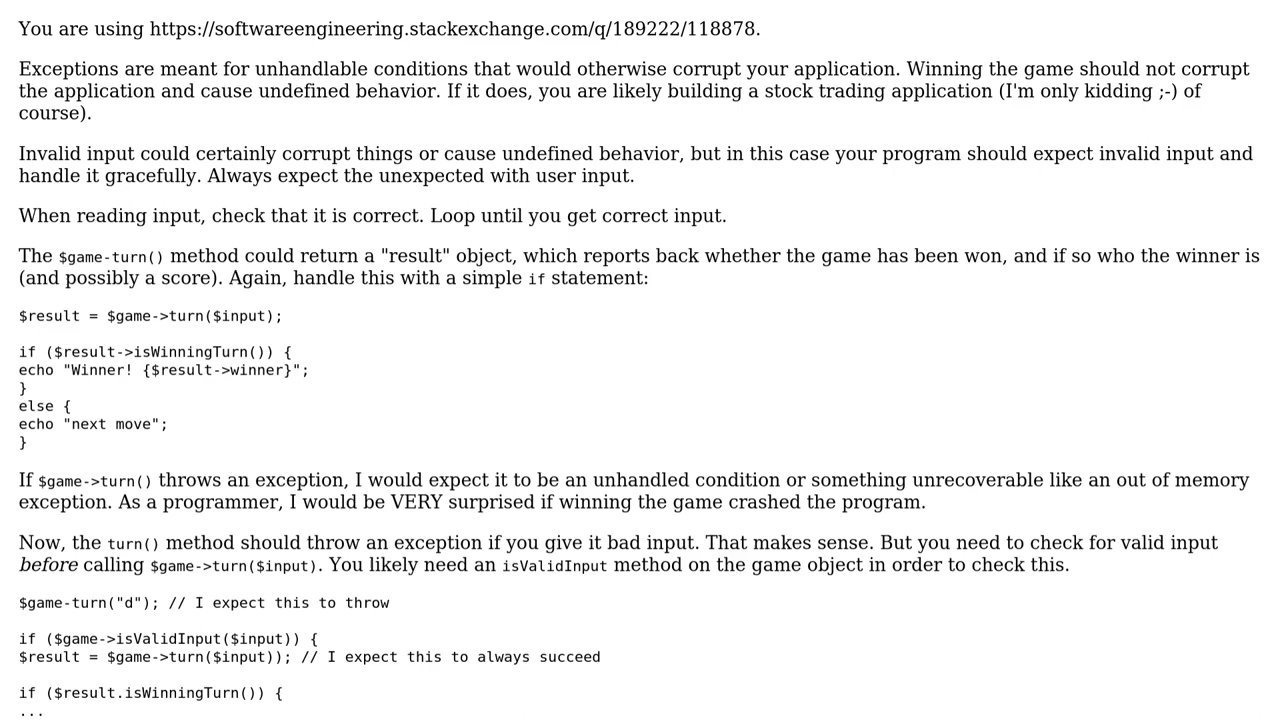 You are using https://softwareengineering.stackexchange.com/q/189222/118878.
Exceptions are meant for unhandlable conditions that would otherwise corrupt your application. Winning the game should not corrupt
the application and cause undefined behavior. If it does, you are likely building a stock trading application (I'm only kidding ;-) of
course).
Invalid input could certainly corrupt things or cause undefined behavior, but in this case your program should expect invalid input and
handle it gracefully. Always expect the unexpected with user input.
When reading input, check that it is correct. Loop until you get correct input.
The $game-turn() method could return a "result" object, which reports back whether the game has been won, and if so who the winner is
(and possibly a score). Again, handle this with a simple if statement:
$result = $game->turn($input);
if ($result->isWinningTurn()) {
echo "Winner! {$result->winner}";
}
else {
echo "next move";
}
If $game->turn() throws an exception, I would expect it to be an unhandled condition or something unrecoverable like an out of memory
exception. As a programmer, I would be VERY surprised if winning the game crashed the program.
Now, the turn() method should throw an exception if you give it bad input. That makes sense. But you need to check for valid input
before calling $game->turn($input). You likely need an isValidInput method on the game object in order to check this.
$game-turn("d"); // I expect this to throw
if ($game->isValidInput($input)) {
$result = $game->turn($input)); // I expect this to always succeed
if ($result.isWinningTurn()) {
...